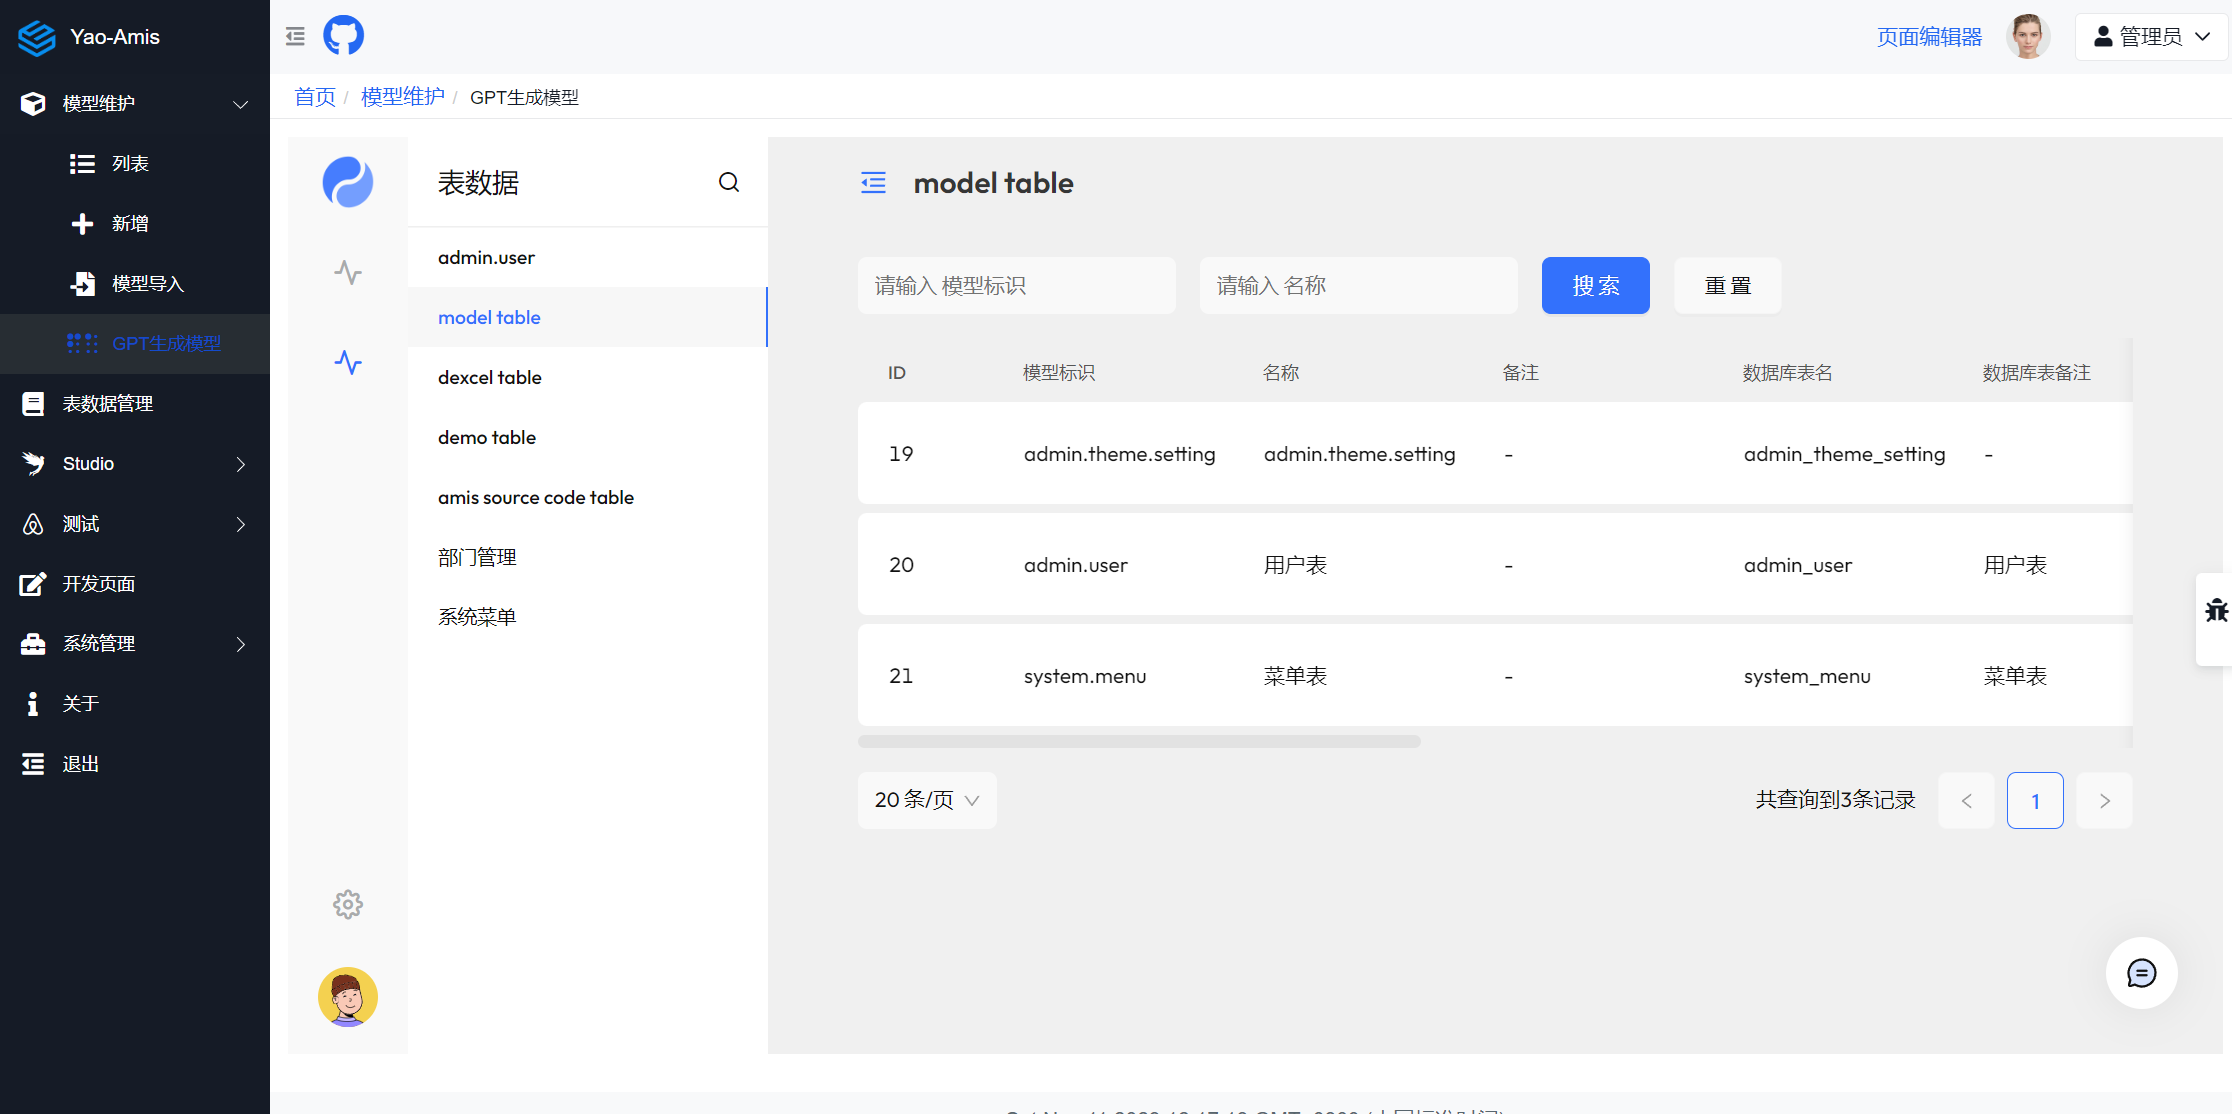 Yao-Amis
模型维护
列表
新增
模型导入
GPT生成模型
表数据管理
Studio
测试
开发页面
系统管理
关于
退出
页面编辑器
管理员
首页 / 模型维护 / GPT生成模型
表数据
admin.user
model table
dexcel table
demo table
amis source code table
部门管理
系统菜单
model table
请输入 模型标识 请输入 名称 搜索 重置
ID 模型标识 名称 备注 数据库表名 数据库表备注
19 admin.theme.setting admin.theme.setting - admin_theme_setting -
20 admin.user 用户表 - admin_user 用户表
21 system.menu 菜单表 - system_menu 菜单表
20 条/页 共查询到3条记录 < 1 >